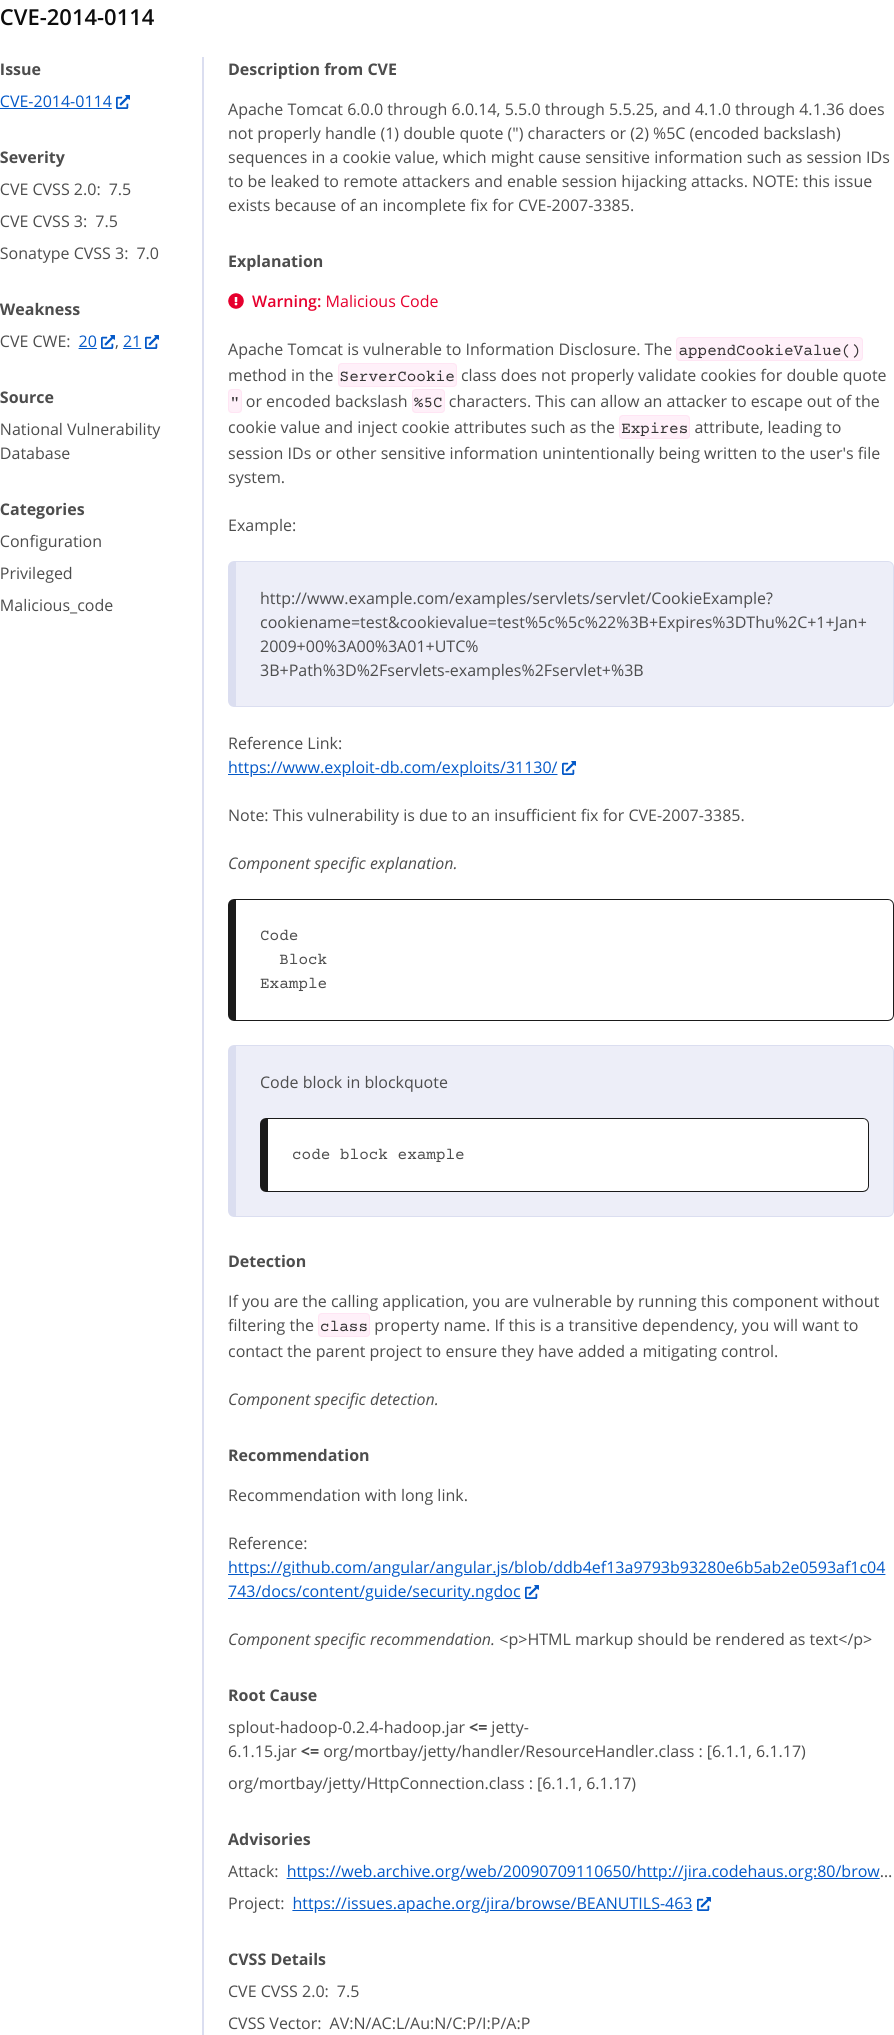 CVE-2014-0114
Issue
CVE-2014-0114
Severity
CVE CVSS 2.0: 7.5
CVE CVSS 3: 7.5
Sonatype CVSS 3: 7.0
Weakness
CVE CWE: 20, 21
Source
National Vulnerability
Database
Categories
Configuration
Privileged
Malicious_code
Description from CVE
Apache Tomcat 6.0.0 through 6.0.14, 5.5.0 through 5.5.25, and 4.1.0 through 4.1.36 does
not properly handle (1) double quote (") characters or (2) %5C (encoded backslash)
sequences in a cookie value, which might cause sensitive information such as session IDs
to be leaked to remote attackers and enable session hijacking attacks. NOTE: this issue
exists because of an incomplete fix for CVE-2007-3385.
Explanation
Warning: Malicious Code
Apache Tomcat is vulnerable to Information Disclosure. The appendCookieValue()
method in the ServerCookie class does not properly validate cookies for double quote
" or encoded backslash %5C characters. This can allow an attacker to escape out of the
cookie value and inject cookie attributes such as the Expires attribute, leading to
session IDs or other sensitive information unintentionally being written to the user's file
system.
Example:
http://www.example.com/examples/servlets/servlet/CookieExample?
cookiename=test&cookievalue=test%5c%5c%22%3B+Expires%3DThu%2C+1+Jan+
2009+00%3A00%3A01+UTC%
3B+Path%3D%2Fservlets-examples%2Fservlet+%3B
Reference Link:
https://www.exploit-db.com/exploits/31130/
Note: This vulnerability is due to an insufficient fix for CVE-2007-3385.
Component specific explanation.
Code
  Block
Example
Code block in blockquote
code block example
Detection
If you are the calling application, you are vulnerable by running this component without
filtering the class property name. If this is a transitive dependency, you will want to
contact the parent project to ensure they have added a mitigating control.
Component specific detection.
Recommendation
Recommendation with long link.
Reference:
https://github.com/angular/angular.js/blob/ddb4ef13a9793b93280e6b5ab2e0593af1c04
743/docs/content/guide/security.ngdoc
Component specific recommendation. <p>HTML markup should be rendered as text</p>
Root Cause
splout-hadoop-0.2.4-hadoop.jar <= jetty-
6.1.15.jar <= org/mortbay/jetty/handler/ResourceHandler.class : [6.1.1, 6.1.17)
org/mortbay/jetty/HttpConnection.class : [6.1.1, 6.1.17)
Advisories
Attack: https://web.archive.org/web/20090709110650/http://jira.codehaus.org:80/brow...
Project: https://issues.apache.org/jira/browse/BEANUTILS-463
CVSS Details
CVE CVSS 2.0: 7.5
CVSS Vector: AV:N/AC:L/Au:N/C:P/I:P/A:P